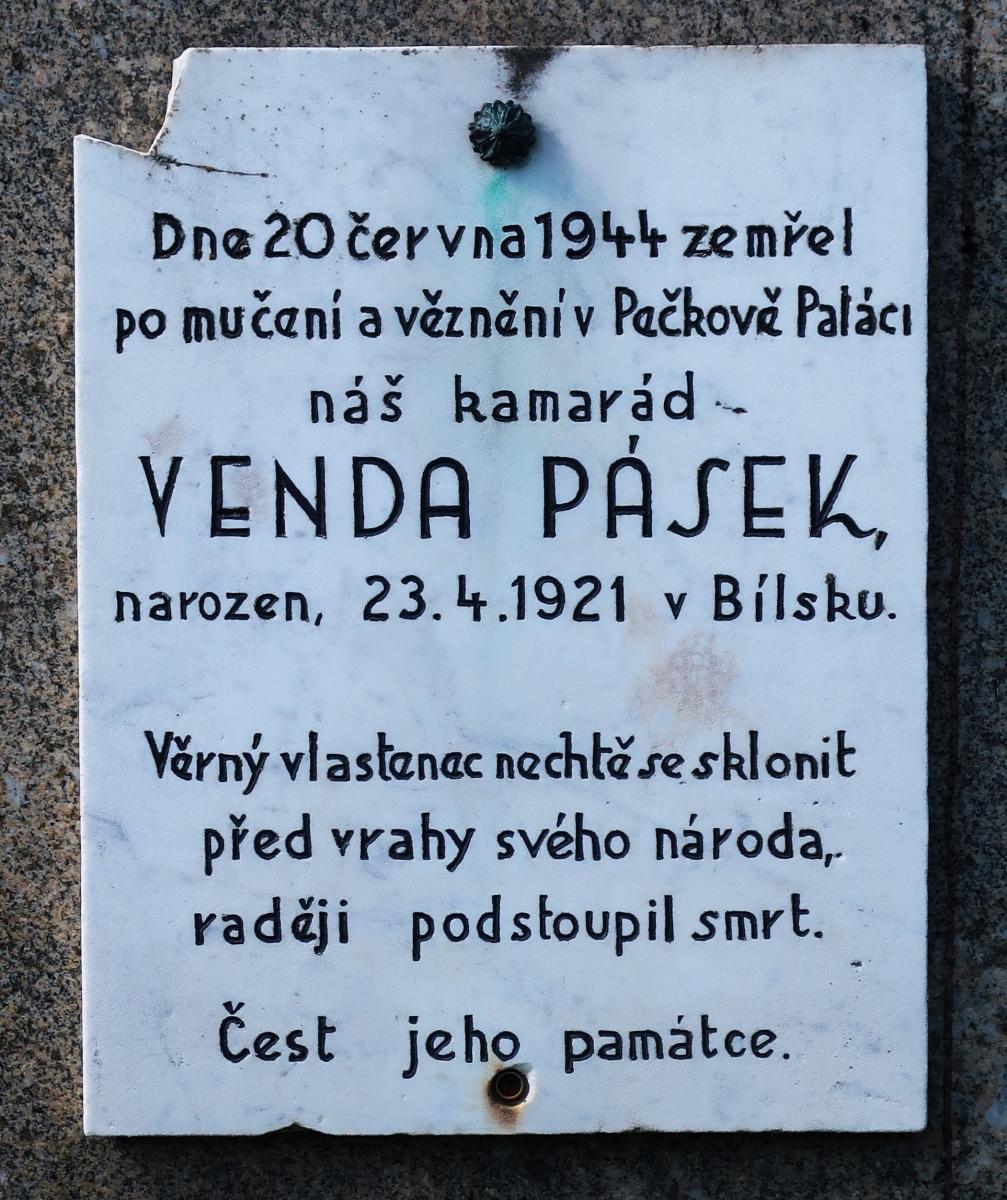 Dne 20 června 1944 zemřel
po mučení a věznění v Pečkově Paláci
náš kamarád
VENDA PÁSEK,
narozen, 23.4.1921 v Bílsku.
Věrný vlastenec nechtě se sklonit
před vrahy svého národa,
raději podstoupil smrt.
Čest jeho památce.